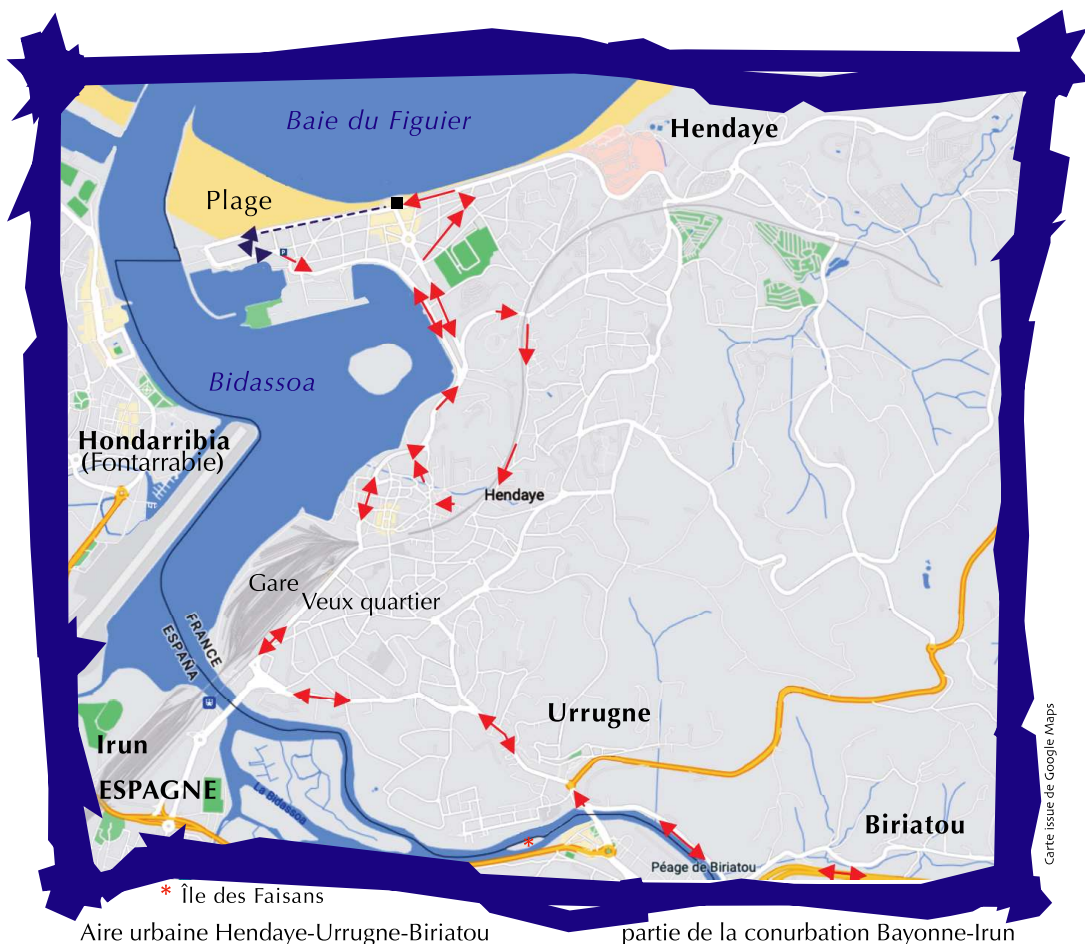 Baie du Figuier
Hendaye
Plage
P
Bidassoa
Hondarribia
(Fontarrabie)
Hendaye
Gare
Veux quartier
FRANCE
ESPAÑA
Urrugne
Irun
ESPAGNE
La Bidassoa
Biriatou
Péage de Biriatou
*
Carte issue de Google Maps
* Île des Faisans
Aire urbaine Hendaye-Urrugne-Biriatou
partie de la conurbation Bayonne-Irun